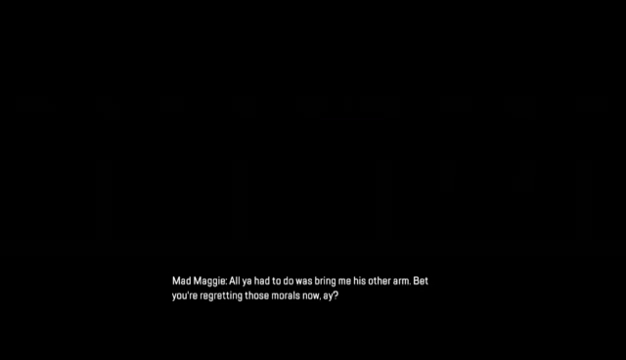 Mad Maggie: All ya had to do was bring me his other arm. Bet
you're regretting those morals now, ay?